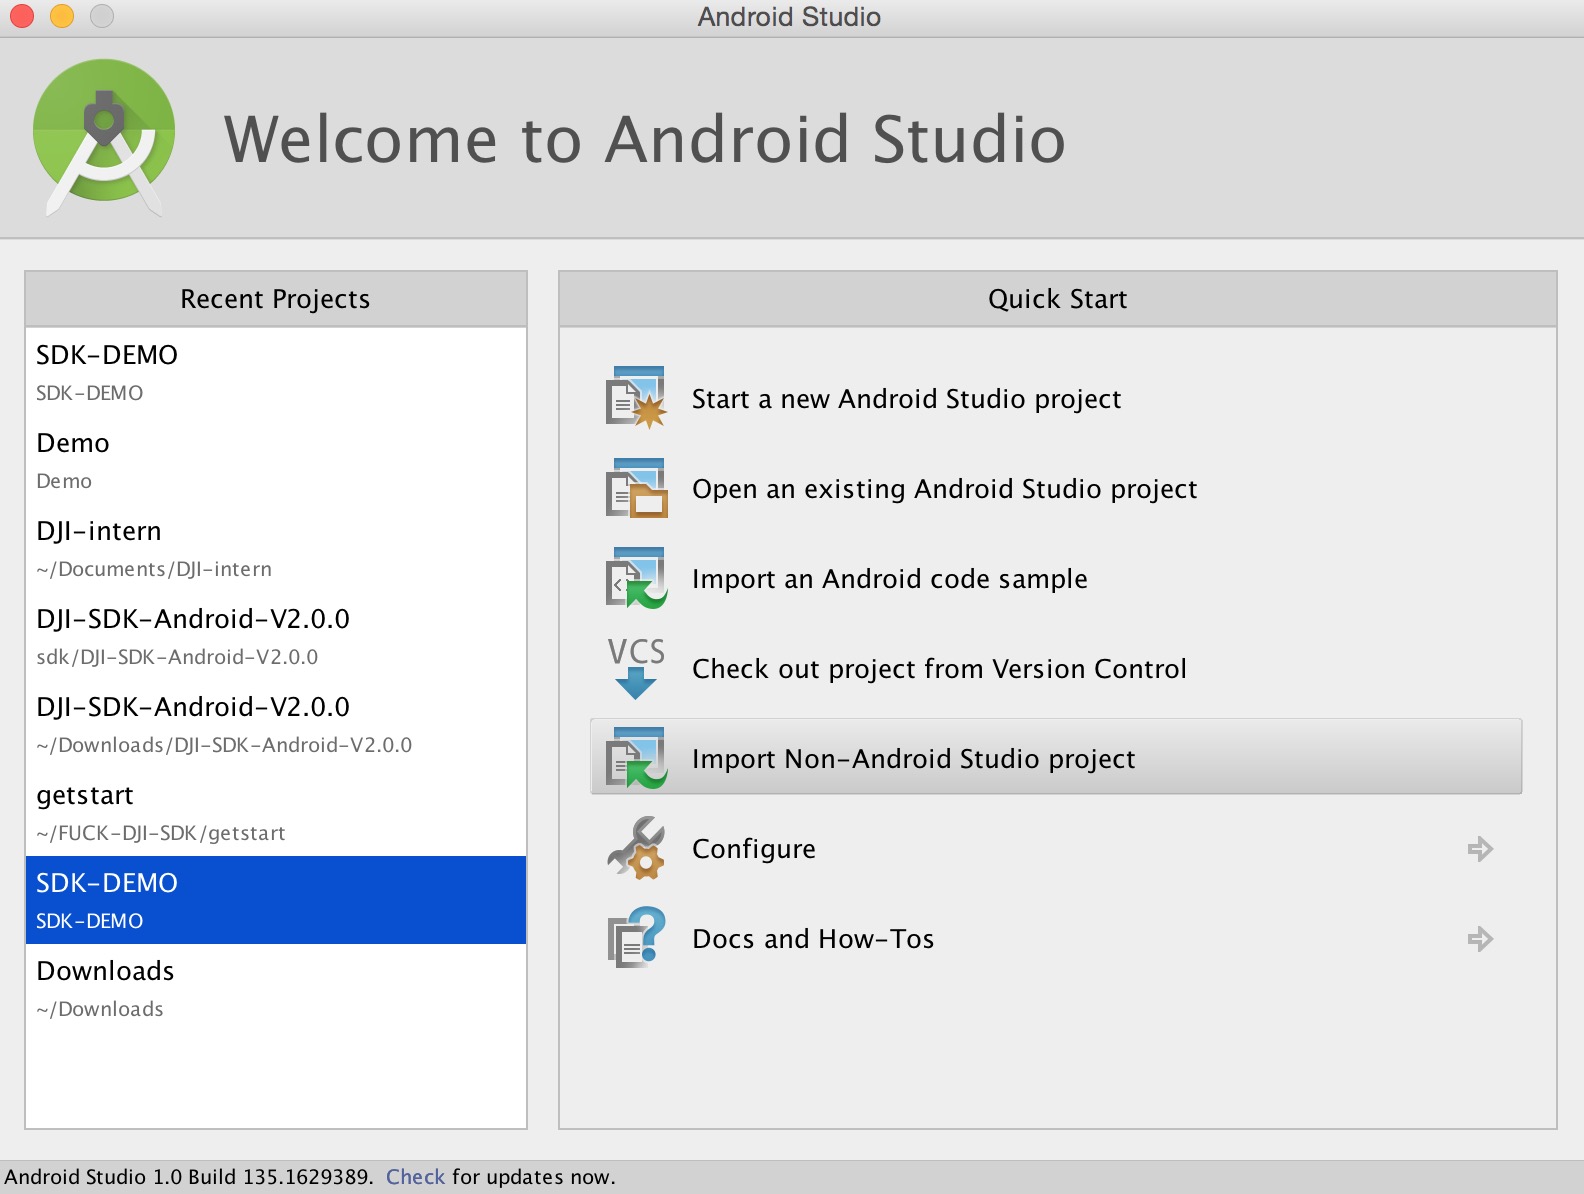 Android Studio
Welcome to Android Studio
Recent Projects
SDK-DEMO
SDK-DEMO
Demo
Demo
DJI-intern
~/Documents/DJI-intern
DJI-SDK-Android-V2.0.0
sdk/DJI-SDK-Android-V2.0.0
DJI-SDK-Android-V2.0.0
~/Downloads/DJI-SDK-Android-V2.0.0
getstart
~/FUCK-DJI-SDK/getstart
SDK-DEMO
SDK-DEMO
Downloads
~/Downloads
Quick Start
Start a new Android Studio project
Open an existing Android Studio project
Import an Android code sample
VCS
Check out project from Version Control
Import Non-Android Studio project
Configure
Docs and How-Tos
Android Studio 1.0 Build 135.1629389. Check for updates now.